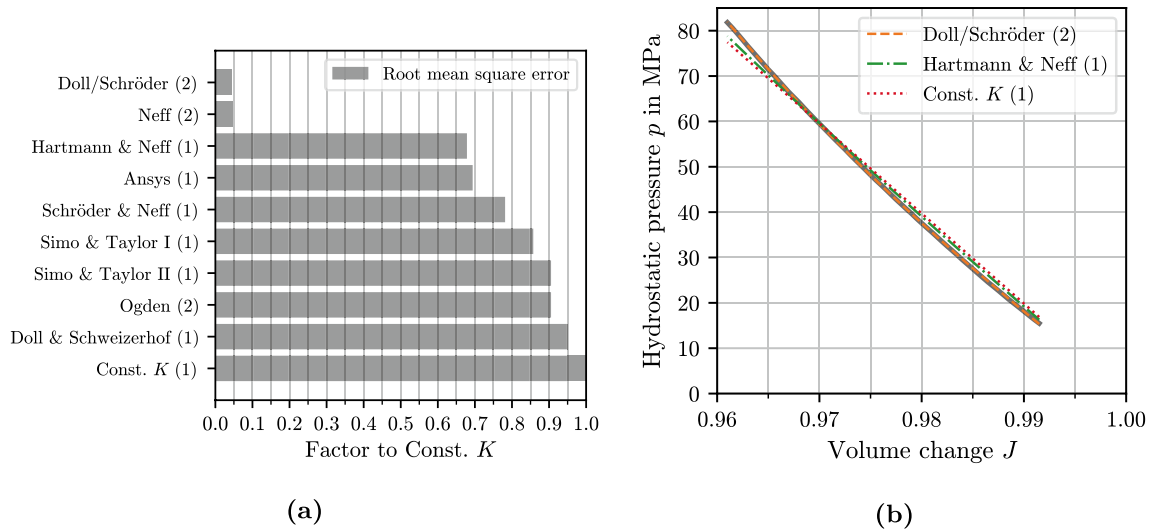 Doll/Schröder (2)
Neff (2)
Hartmann & Neff (1)
Ansys (1)
Schröder & Neff (1)
Simo & Taylor I (1)
Simo & Taylor II (1)
Ogden (2)
Doll & Schweizerhof (1)
Const. K (1)
Root mean square error
0.0 0.1 0.2 0.3 0.4 0.5 0.6 0.7 0.8 0.9 1.0
Factor to Const. K
(a)
Hydrostatic pressure p in MPa
80
70
60
50
40
30
20
10
0
Doll/Schröder (2)
Hartmann & Neff (1)
Const. K (1)
0.96 0.97 0.98 0.99 1.00
Volume change J
(b)